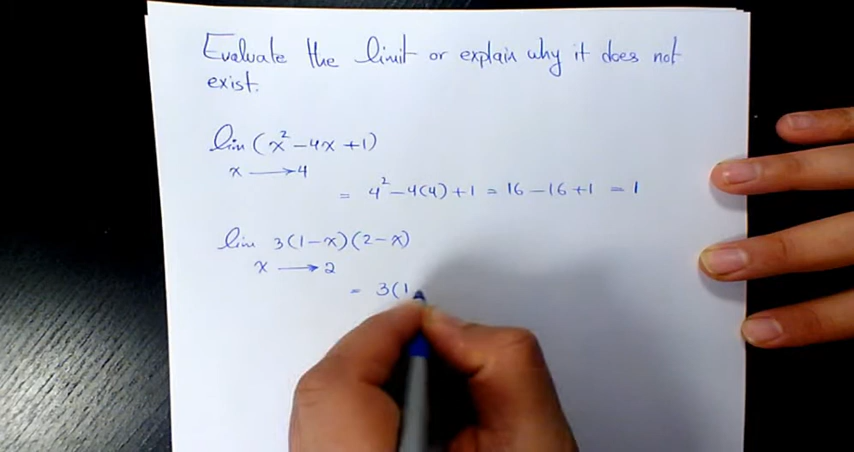 Evaluate the limit or explain why it does not
exist.
lim (x² - 4x + 1)
x → 4
= 4² - 4(4) + 1 = 16 - 16 + 1 = 1
lim 3(1 - x)(2 - x)
x → 2
= 3(1